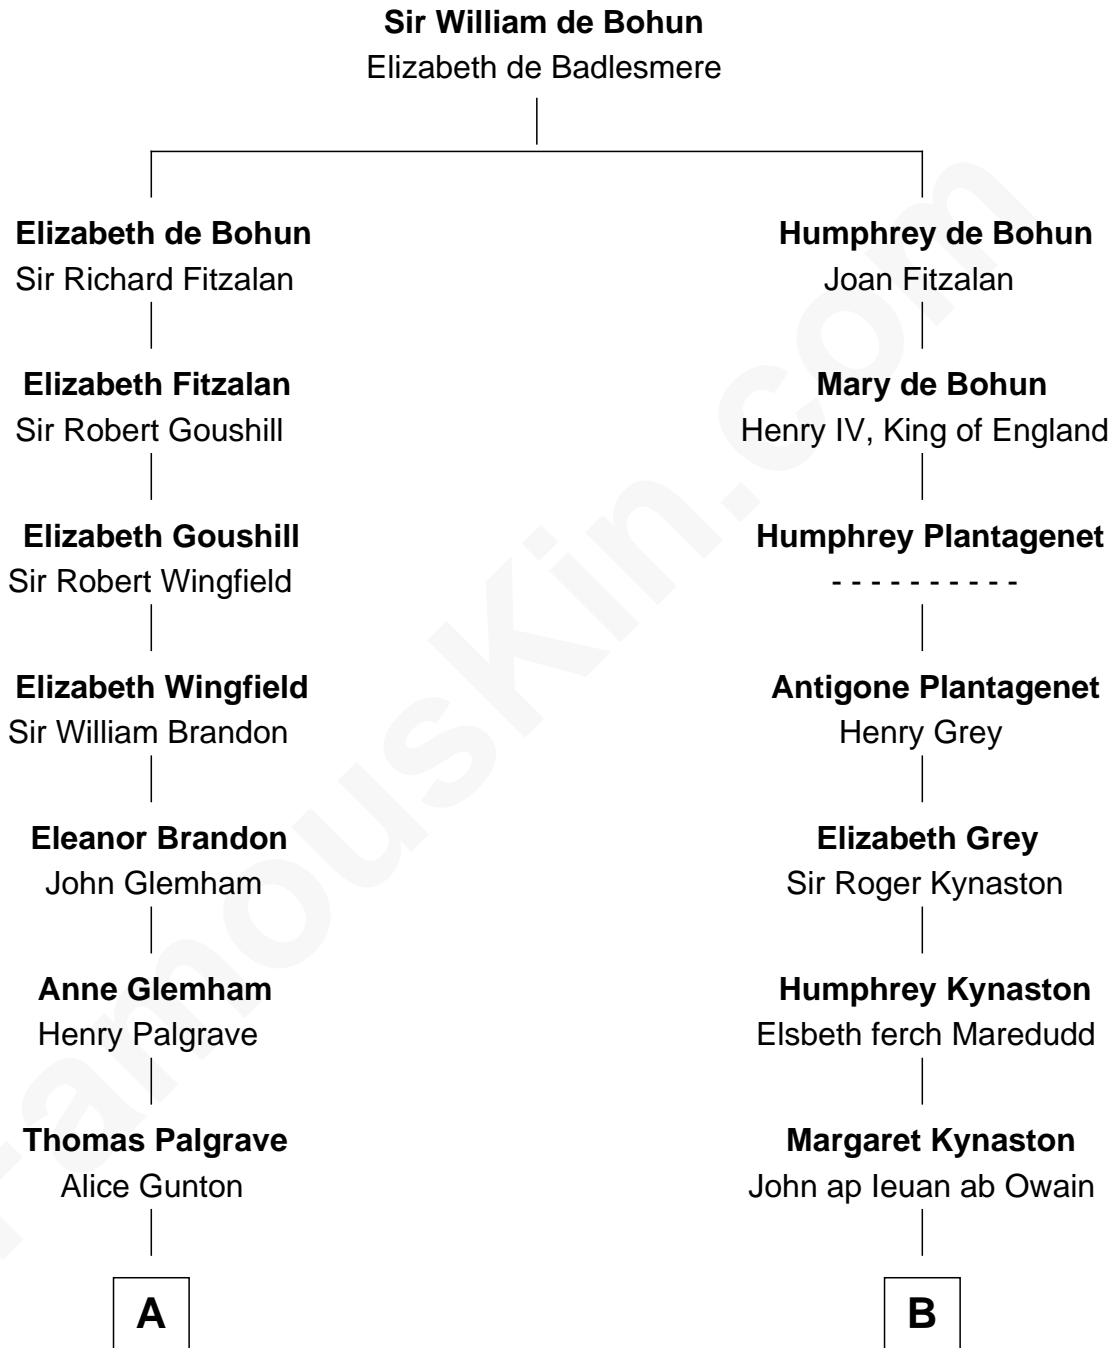 Sir William de Bohun
Elizabeth de Badlesmere
Elizabeth de Bohun
Sir Richard Fitzalan
Humphrey de Bohun
Joan Fitzalan
Elizabeth Fitzalan
Sir Robert Goushill
Mary de Bohun
Henry IV, King of England
Elizabeth Goushill
Sir Robert Wingfield
Humphrey Plantagenet
- - - - - - - - - -
Elizabeth Wingfield
Sir William Brandon
Antigone Plantagenet
Henry Grey
Eleanor Brandon
John Glemham
Elizabeth Grey
Sir Roger Kynaston
Anne Glemham
Henry Palgrave
Humphrey Kynaston
Elsbeth ferch Maredudd
Thomas Palgrave
Alice Gunton
Margaret Kynaston
John ap Ieuan ab Owain
A
B
FamousKin.com